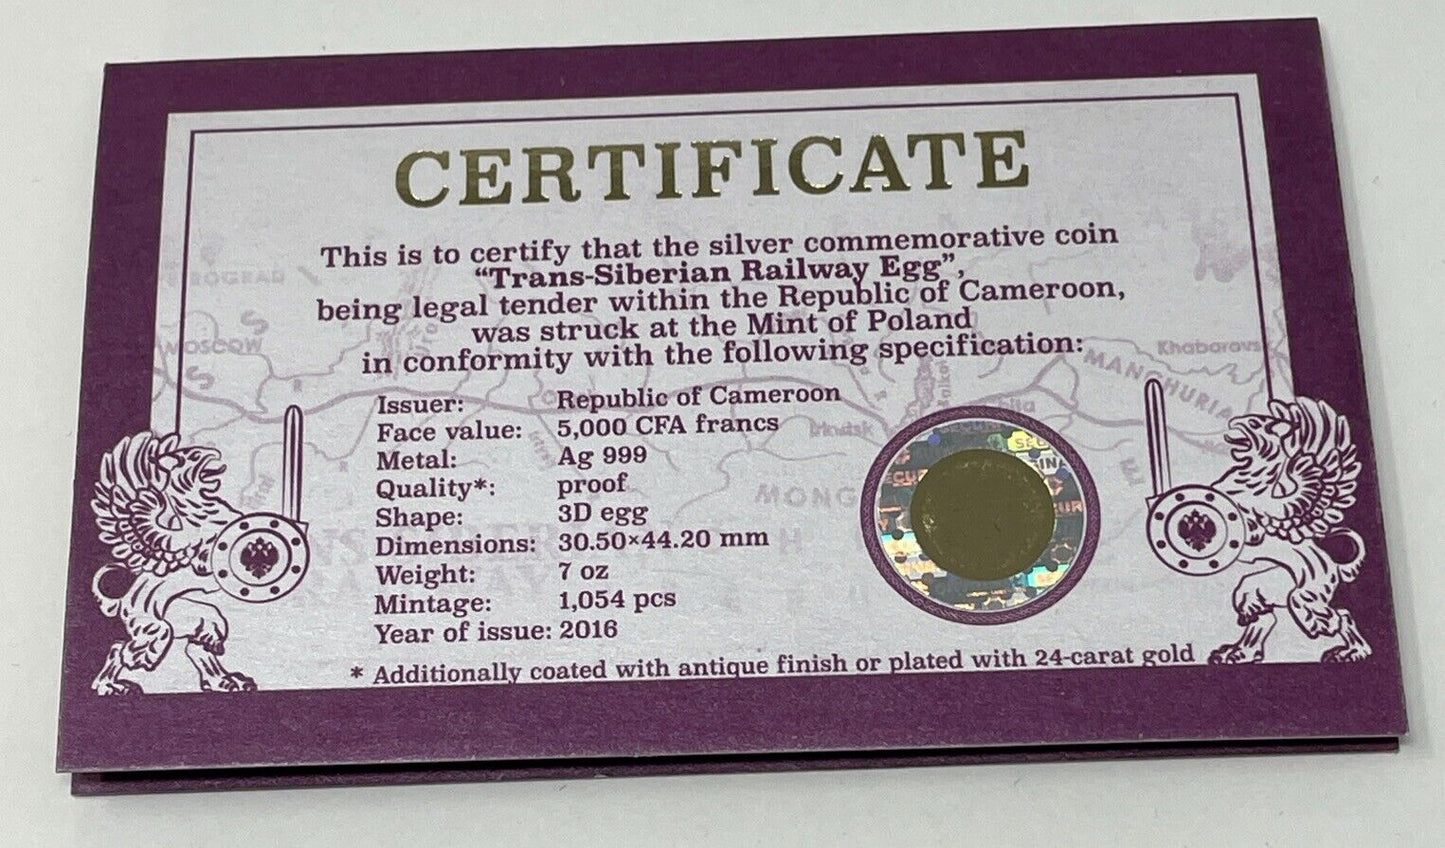 CERTIFICATE
This is to certify that the silver commemorative coin
“Trans-Siberian Railway Egg”,
being legal tender within the Republic of Cameroon,
was struck at the Mint of Poland
in conformity with the following specification:
Issuer: Republic of Cameroon
Face value: 5,000 CFA francs
Metal: Ag 999
Quality*: proof
Shape: 3D egg
Dimensions: 30.50×44.20 mm
Weight: 7 oz
Mintage: 1,054 pcs
Year of issue: 2016
* Additionally coated with antique finish or plated with 24-carat gold
MOSCOW
Khabarovs
MANCHURIA
Irkutsk
MONG